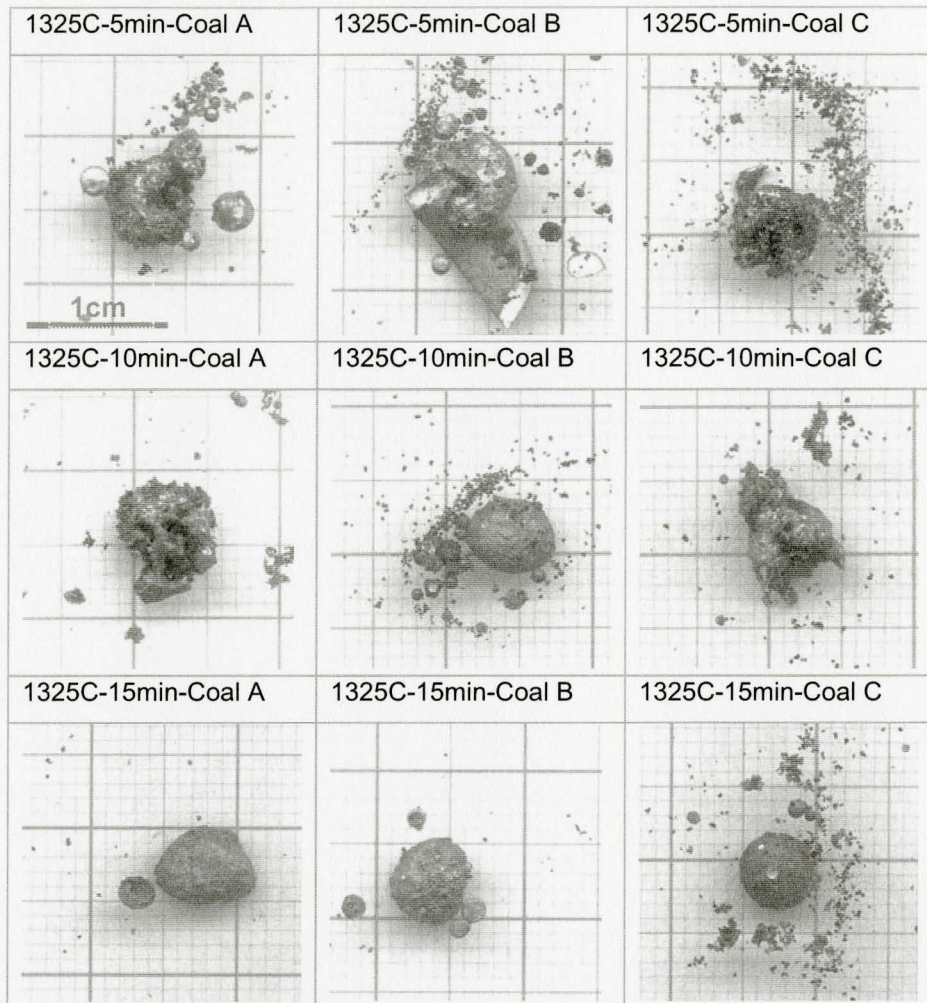 1325C-5min-Coal A
1325C-5min-Coal B
1325C-5min-Coal C
1cm
1325C-10min-Coal A
1325C-10min-Coal B
1325C-10min-Coal C
1325C-15min-Coal A
1325C-15min-Coal B
1325C-15min-Coal C